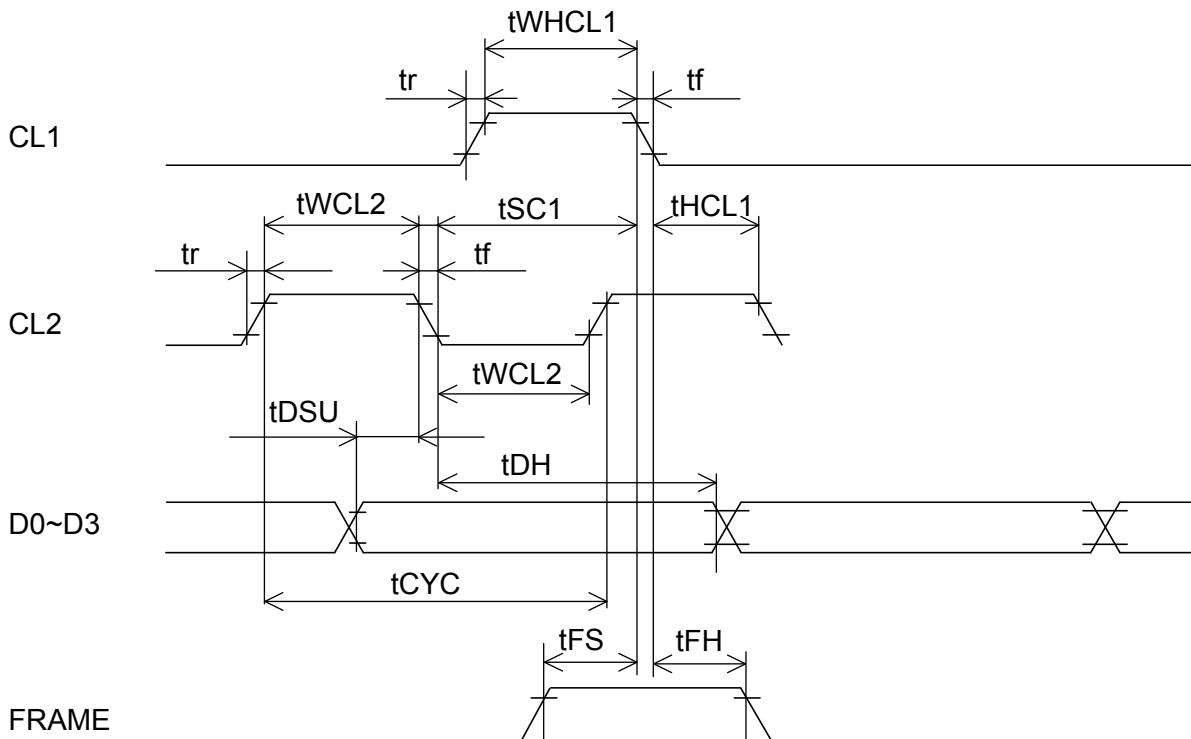 tWHCL1
tr
tf
CL1
tWCL2
tSC1
tHCL1
tr
tf
CL2
tWCL2
tDSU
tDH
D0~D3
tCYC
tFS
tFH
FRAME